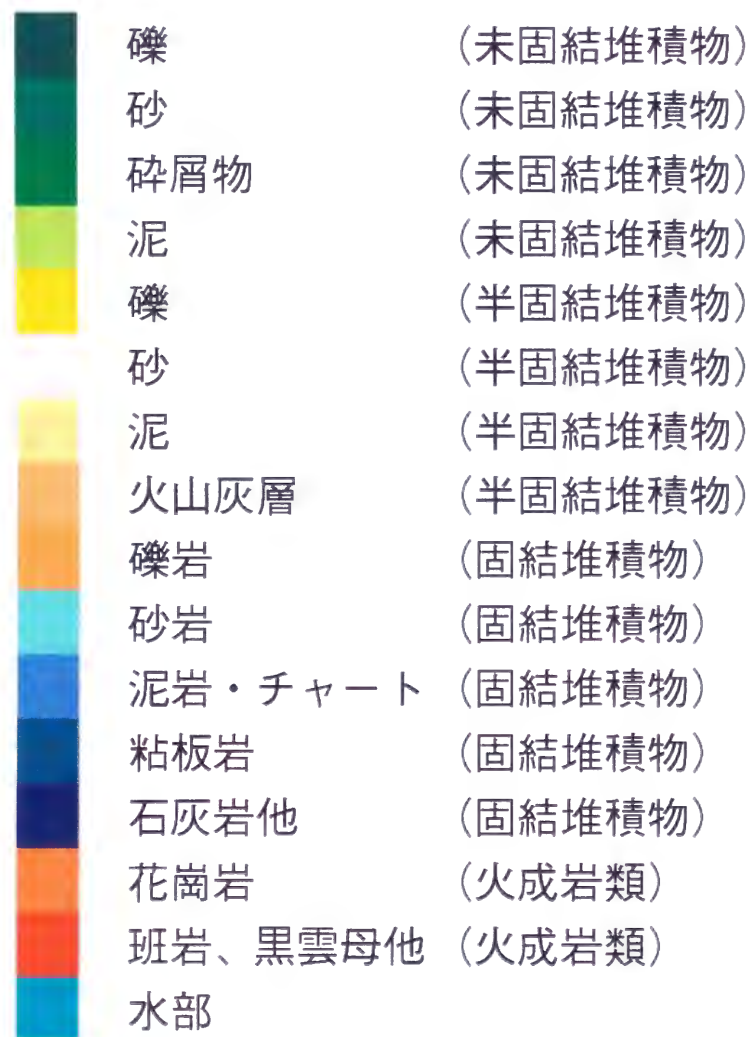 礫 (未固結堆積物)
砂 (未固結堆積物)
砕屑物 (未固結堆積物)
泥 (未固結堆積物)
礫 (半固結堆積物)
砂 (半固結堆積物)
泥 (半固結堆積物)
火山灰層 (半固結堆積物)
礫岩 (固結堆積物)
砂岩 (固結堆積物)
泥岩・チャート (固結堆積物)
粘板岩 (固結堆積物)
石灰岩他 (固結堆積物)
花崗岩 (火成岩類)
班岩、黒雲母他 (火成岩類)
水部